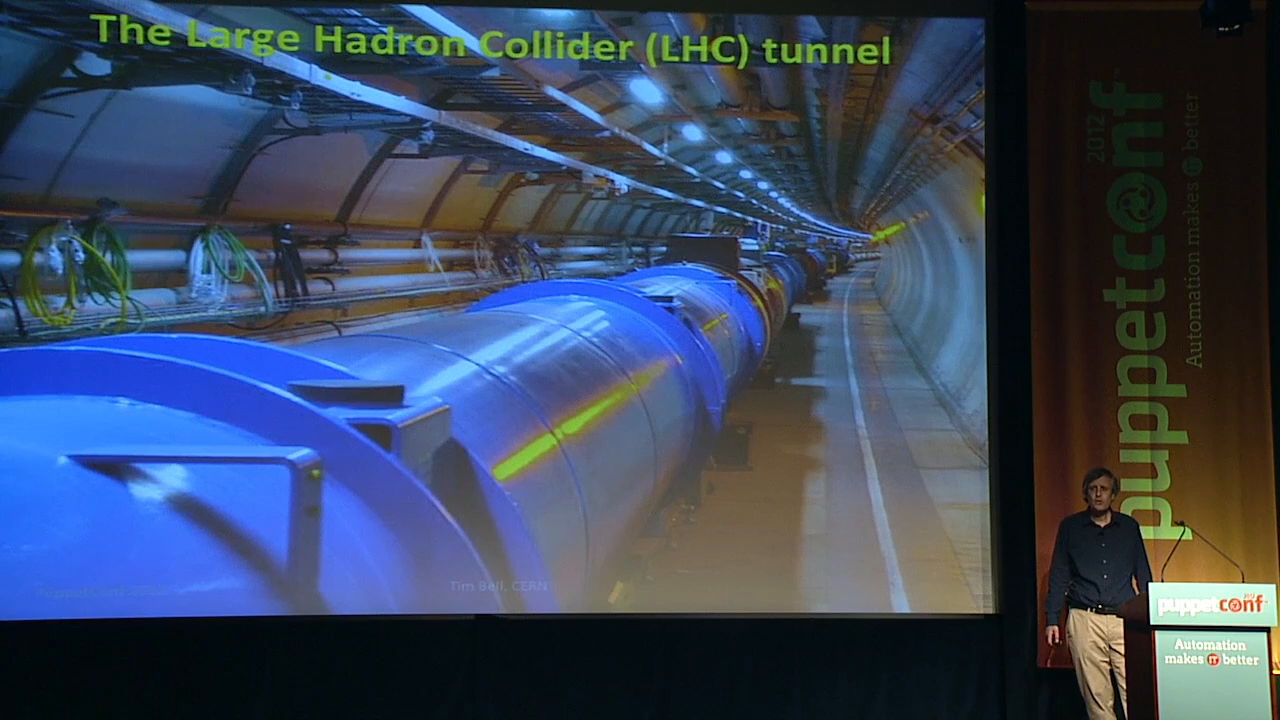 The Large Hadron Collider (LHC) tunnel
Tim Bell, CERN
puppetconf 2012
Automation makes IT better
puppetconf
2012
Automation
makes IT better